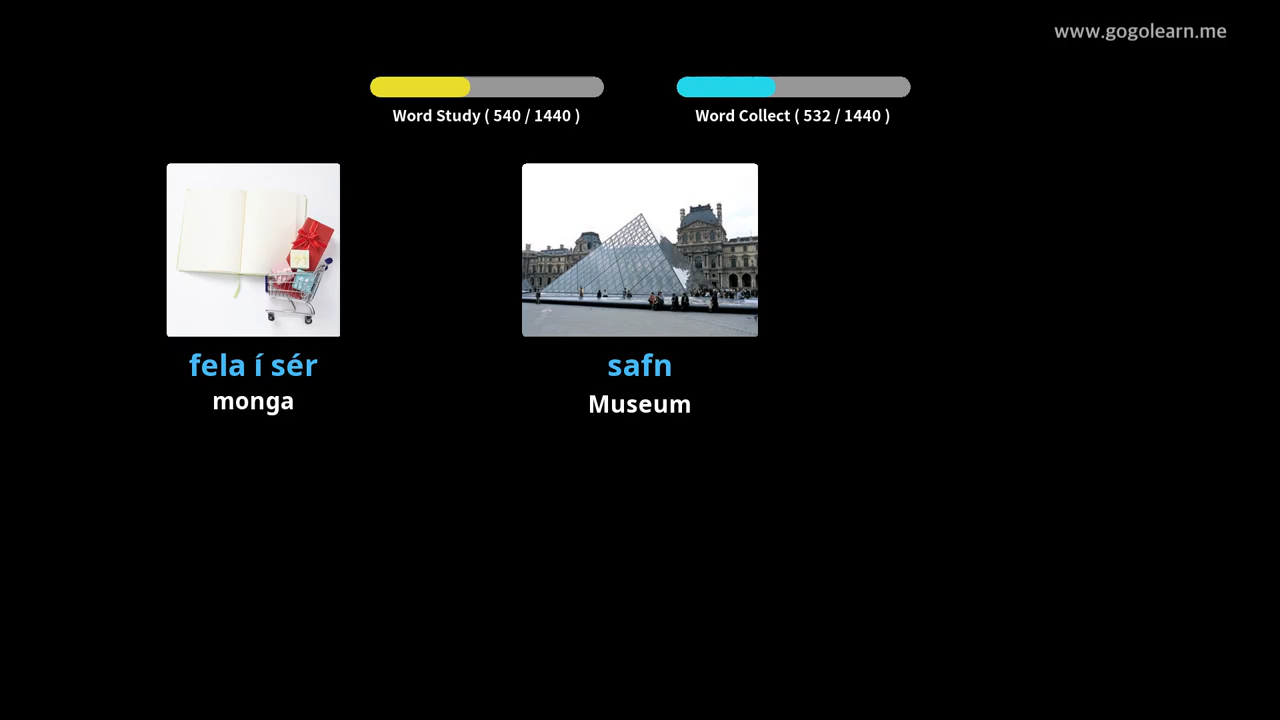 www.gogolearn.me
Word Study ( 540 / 1440 )
Word Collect ( 532 / 1440 )
fela í sér
monga
safn
Museum